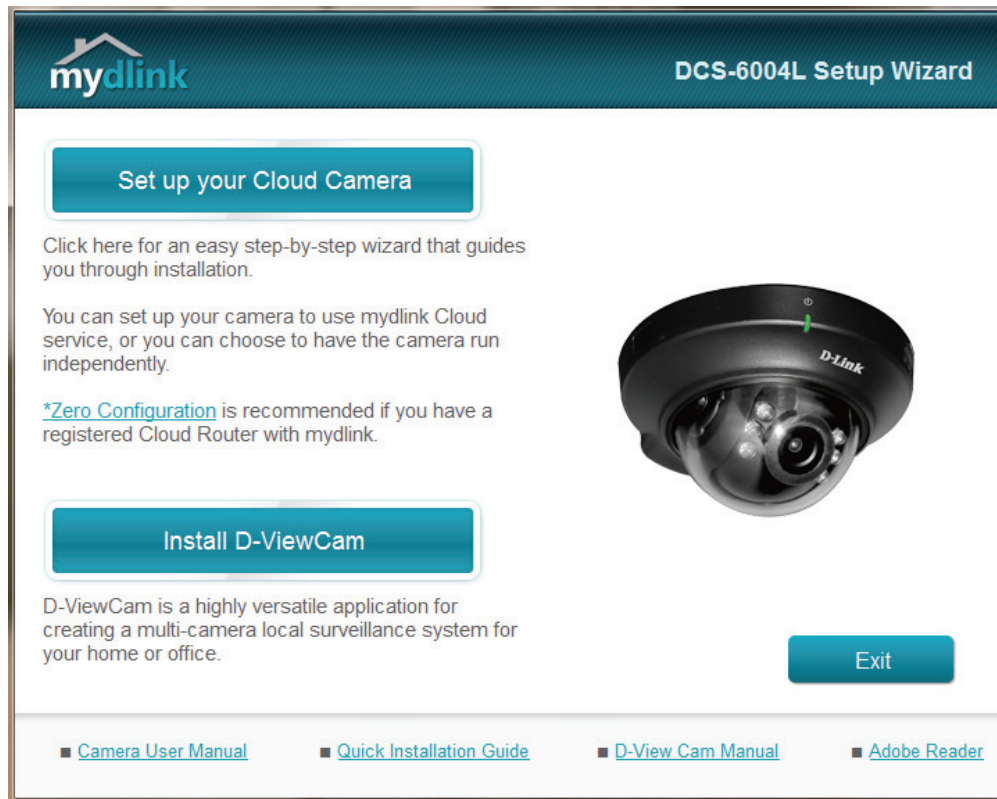 mydlink
DCS-6004L Setup Wizard
Set up your Cloud Camera
Click here for an easy step-by-step wizard that guides
you through installation.
You can set up your camera to use mydlink Cloud
service, or you can choose to have the camera run
independently.
*Zero Configuration is recommended if you have a
registered Cloud Router with mydlink.
D-Link
Install D-ViewCam
D-ViewCam is a highly versatile application for
creating a multi-camera local surveillance system for
your home or office.
Exit
Camera User Manual
Quick Installation Guide
D-View Cam Manual
Adobe Reader